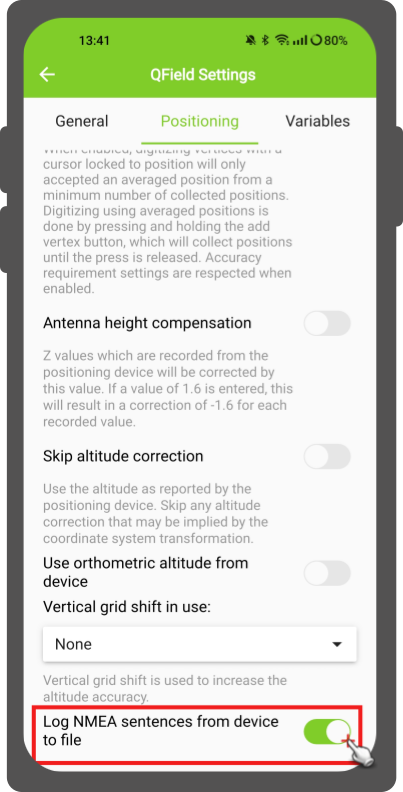 13:41
80%
QField Settings
General
Positioning
Variables
When enabled, digitizing vertices with a
cursor locked to position will only
accepted an averaged position from a
minimum number of collected positions.
Digitizing using averaged positions is
done by pressing and holding the add
vertex button, which will collect positions
until the press is released. Accuracy
requirement settings are respected when
enabled.
Antenna height compensation
Z values which are recorded from the
positioning device will be corrected by
this value. If a value of 1.6 is entered, this
will result in a correction of -1.6 for each
recorded value.
Skip altitude correction
Use the altitude as reported by the
positioning device. Skip any altitude
correction that may be implied by the
coordinate system transformation.
Use orthometric altitude from
device
Vertical grid shift in use:
None
Vertical grid shift is used to increase the
altitude accuracy.
Log NMEA sentences from device
to file